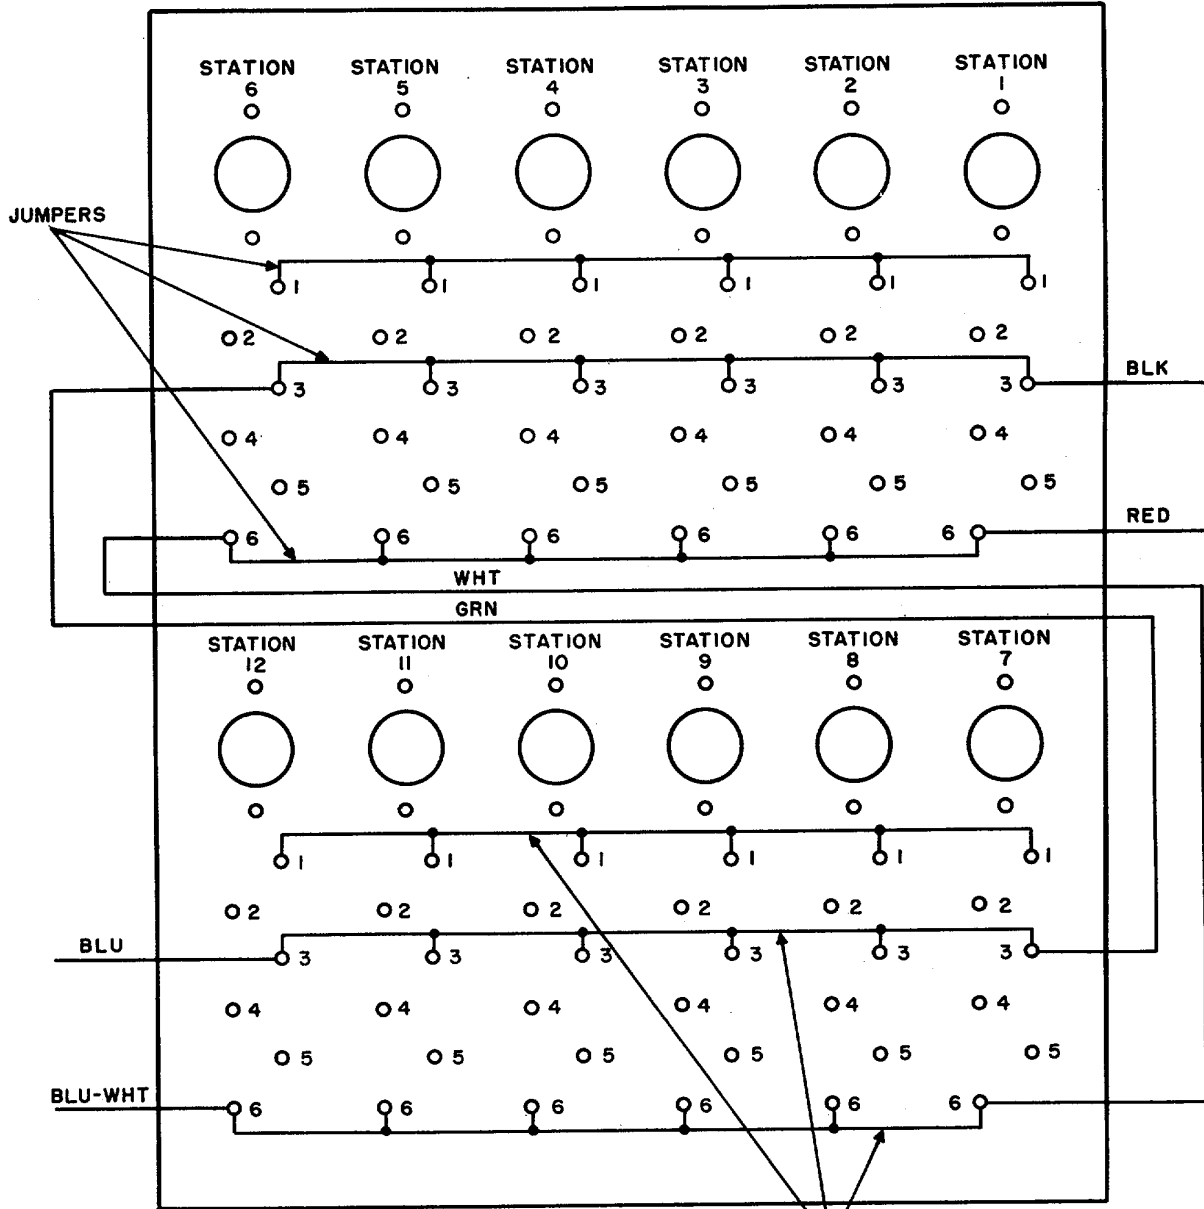 STATION 6 STATION 5 STATION 4 STATION 3 STATION 2 STATION 1
JUMPERS
1 1 1 1 1 1
2 2 2 2 2 2
BLK
3 3 3 3 3 3
4 4 4 4 4 4
5 5 5 5 5 5
RED
6 6 6 6 6 6
WHT
GRN
STATION 12 STATION 11 STATION 10 STATION 9 STATION 8 STATION 7
1 1 1 1 1 1
2 2 2 2 2 2
BLU
3 3 3 3 3 3
4 4 4 4 4 4
5 5 5 5 5 5
BLU-WHT
6 6 6 6 6 6